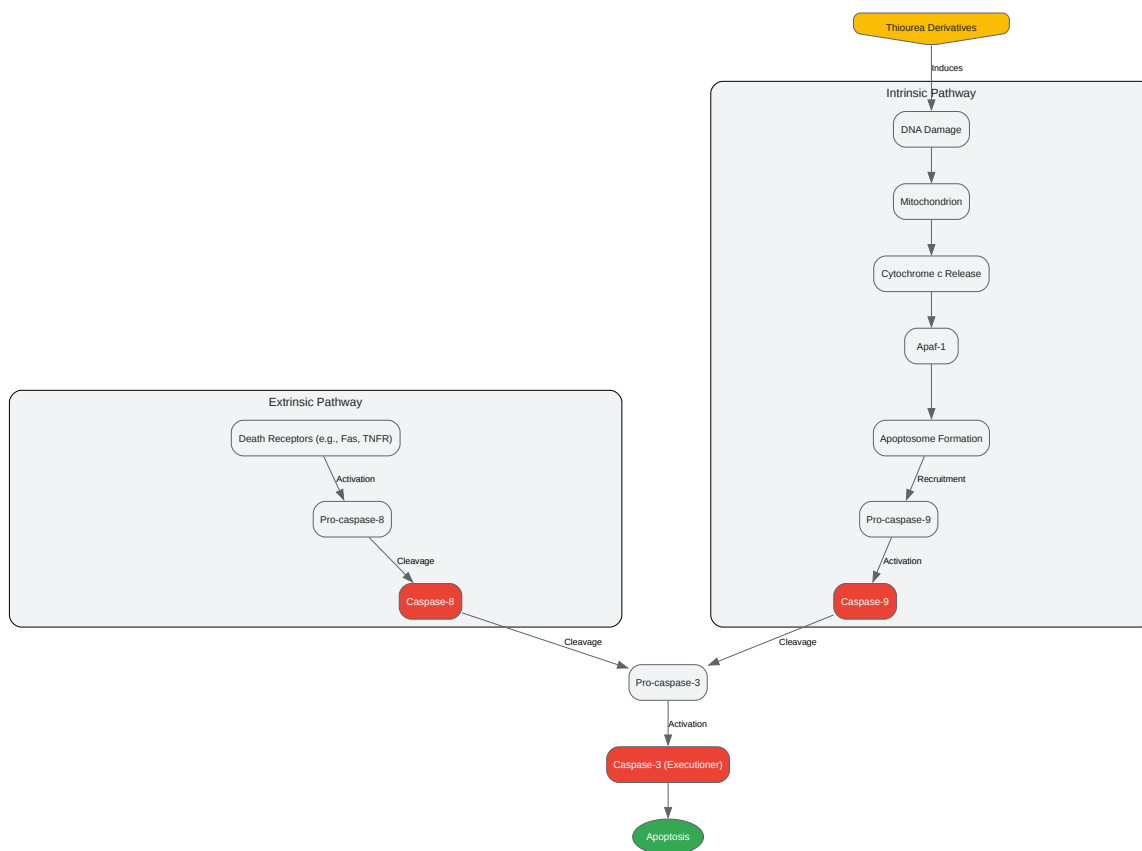 Thiourea Derivatives
Induces
Intrinsic Pathway
DNA Damage
Mitochondrion
Cytochrome c Release
Apaf-1
Extrinsic Pathway
Death Receptors (e.g., Fas, TNFR)
Apoptosome Formation
Activation
Recruitment
Pro-caspase-8
Pro-caspase-9
Cleavage
Activation
Caspase-8
Caspase-9
Cleavage
Cleavage
Pro-caspase-3
Activation
Caspase-3 (Executioner)
Apoptosis